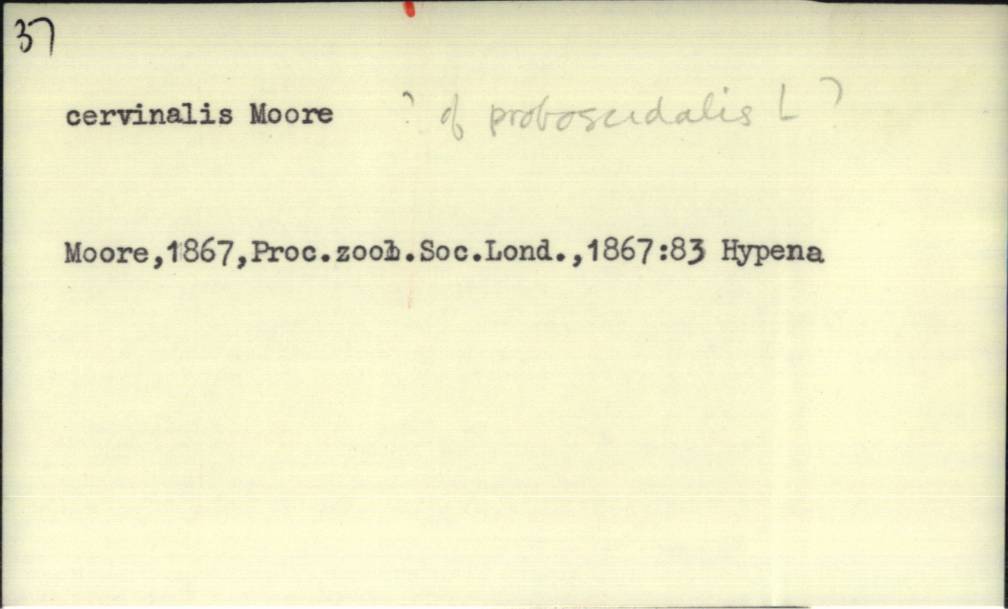 37
cervinalis Moore ? of proboscidalis L ?
Moore,1867,Proc.zool.Soc.Lond.,1867:83 Hypena